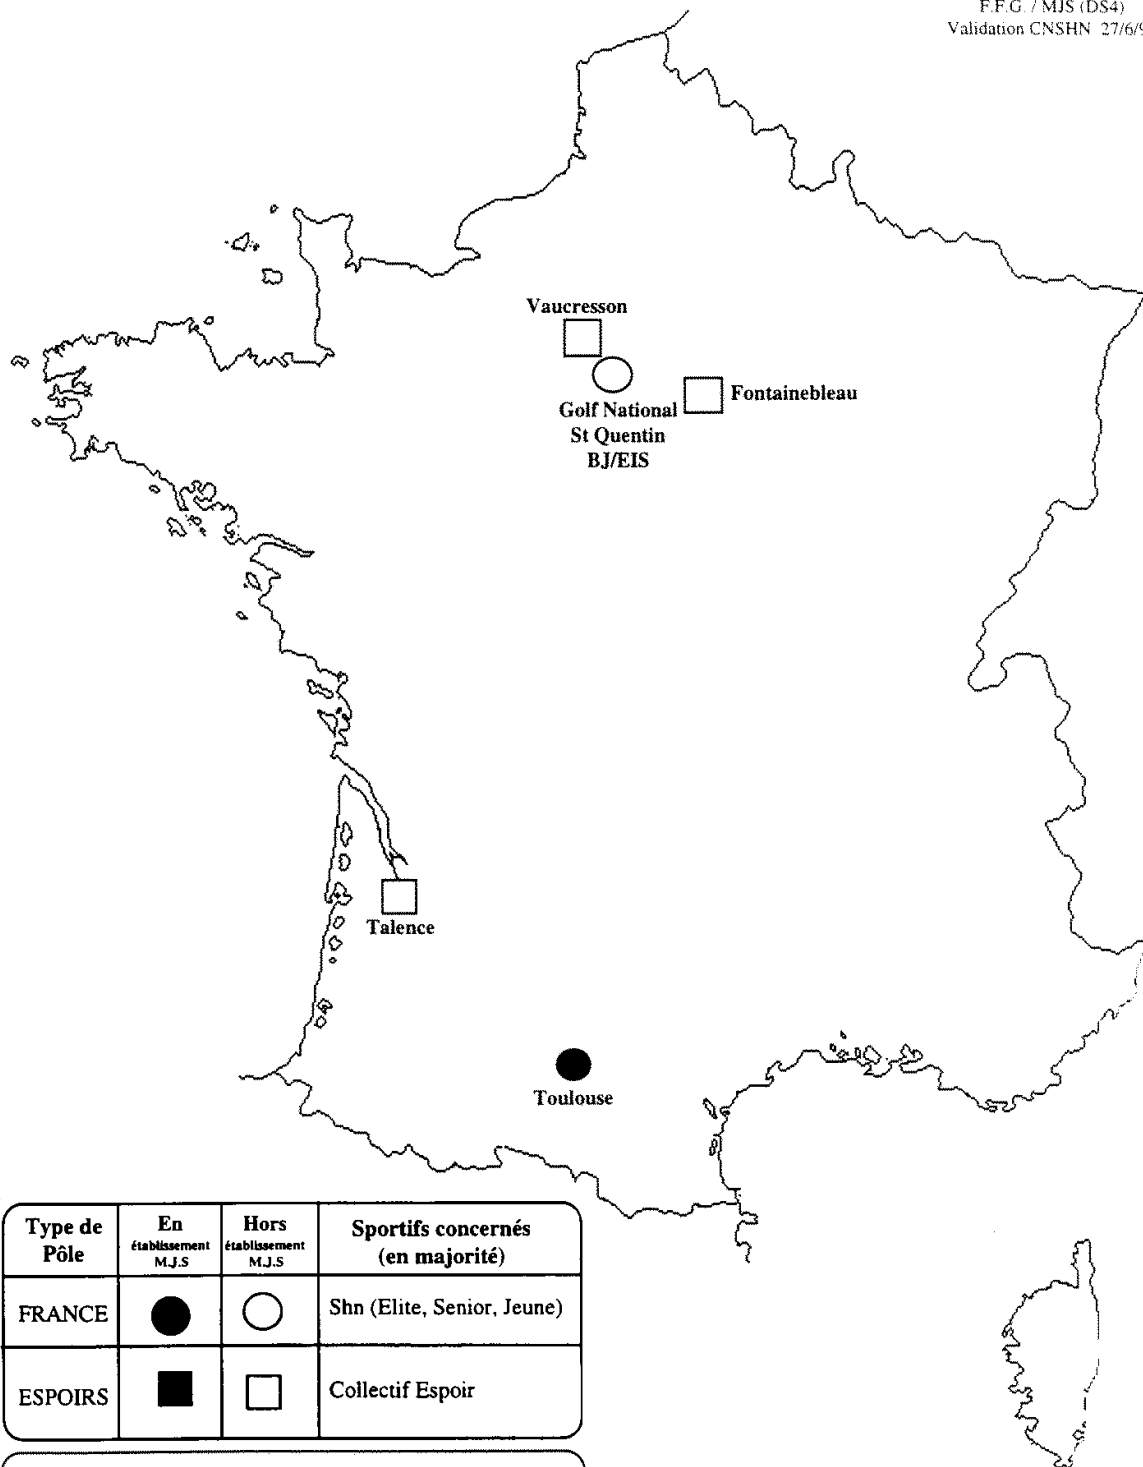 F.F.G. / MJS (DS4)
Validation CNSHN 27/6/9
Vaucresson
Fontainebleau
Golf National
St Quentin
BJ/EIS
Talence
Toulouse
Type de Pôle
En établissement M.J.S
Hors établissement M.J.S
Sportifs concernés (en majorité)
FRANCE
Shn (Elite, Senior, Jeune)
ESPOIRS
Collectif Espoir